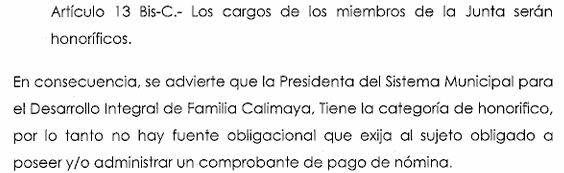 Artículo 13 Bis-C.- Los cargos de los miembros de la Junta serán
honoríficos.
En consecuencia, se advierte que la Presidenta del Sistema Municipal para
el Desarrollo Integral de Familia Calimaya, Tiene la categoría de honorifico,
por lo tanto no hay fuente obligacional que exija al sujeto obligado a
poseer y/o administrar un comprobante de pago de nómina.